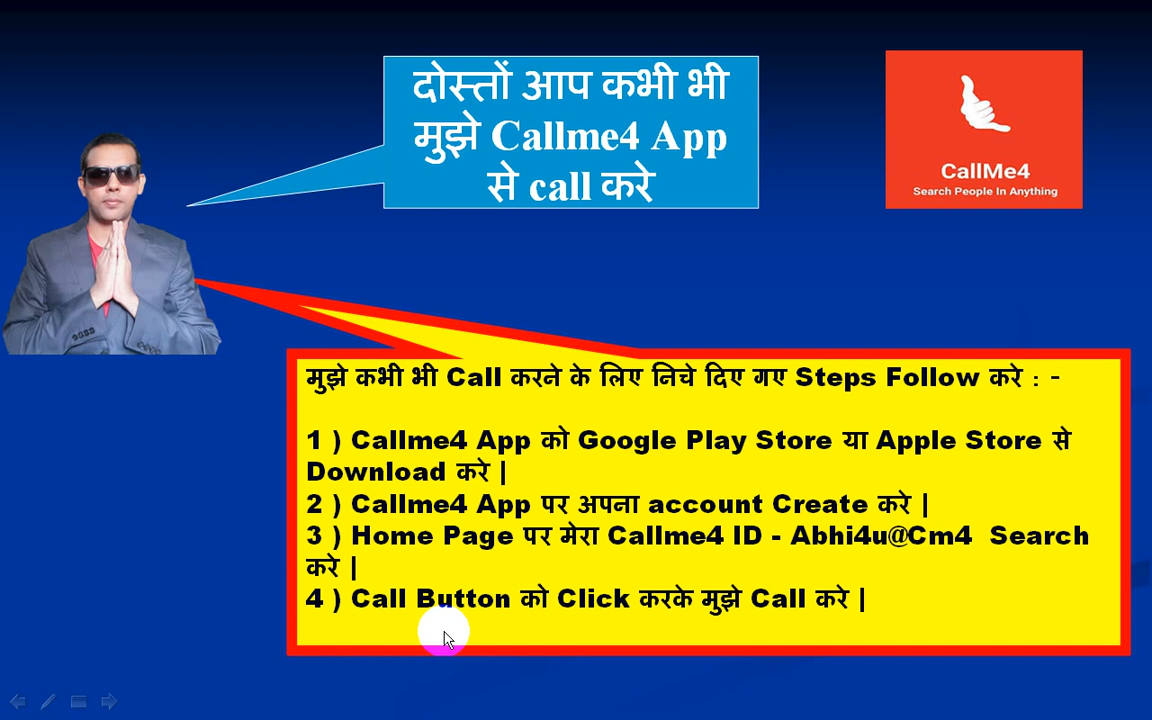 दोस्तों आप कभी भी
मुझे Callme4 App
से call करे
CallMe4
Search People In Anything
मुझे कभी भी Call करने के लिए निचे दिए गए Steps Follow करे : -
1 ) Callme4 App को Google Play Store या Apple Store से
Download करे |
2 ) Callme4 App पर अपना account Create करे |
3 ) Home Page पर मेरा Callme4 ID - Abhi4u@Cm4 Search
करे |
4 ) Call Button को Click करके मुझे Call करे |